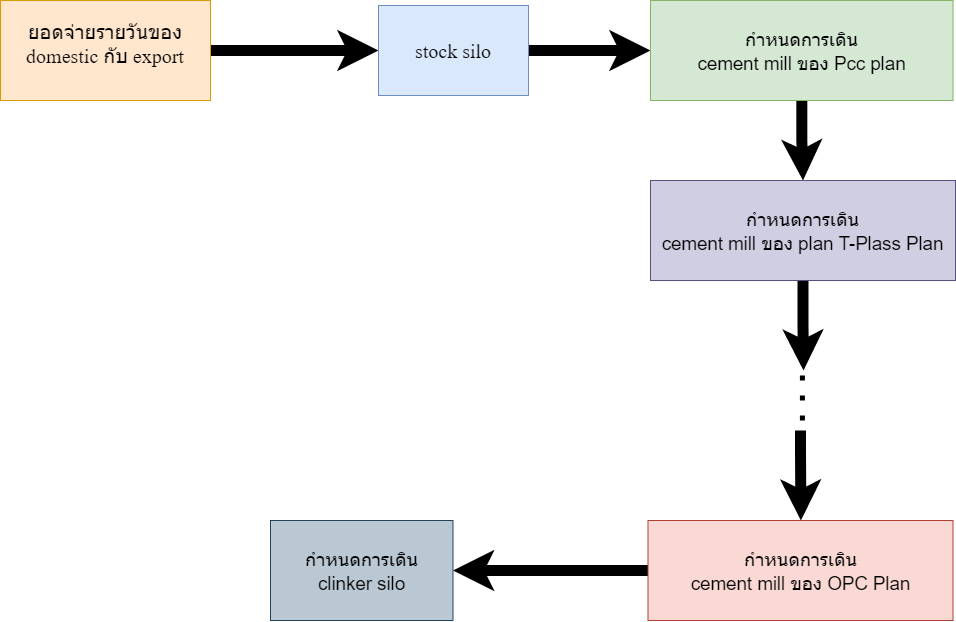 ยอดจ่ายรายวันของ
domestic กับ export
stock silo
กำหนดการเดิน
cement mill ของ Pcc plan
กำหนดการเดิน
cement mill ของ plan T-Plass Plan
กำหนดการเดิน
cement mill ของ OPC Plan
กำหนดการเดิน
clinker silo